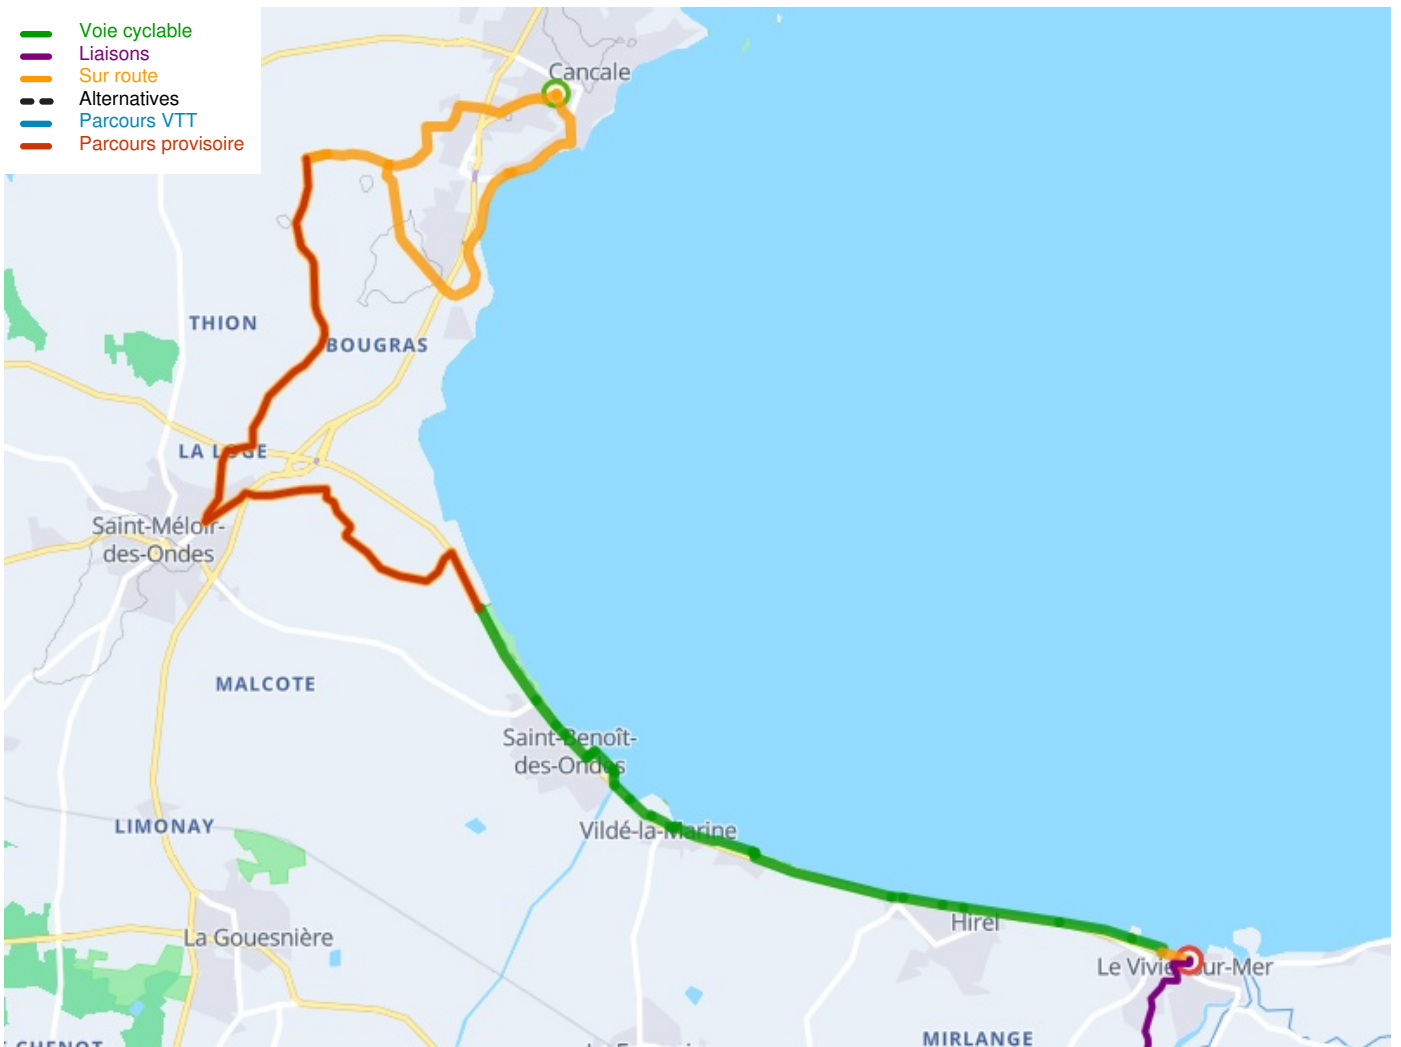 Voie cyclable
Liaisons
Sur route
Alternatives
Parcours VTT
Parcours provisoire
Cancale
THION
BOUGRAS
LA LOGE
Saint-Méloir-
des-Ondes
MALCOTE
Saint-Benoît-
des-Ondes
LIMONAY
Vildé-la-Marine
La Gouesnière
Hirel
Le Vivier-sur-Mer
MIRLANGE